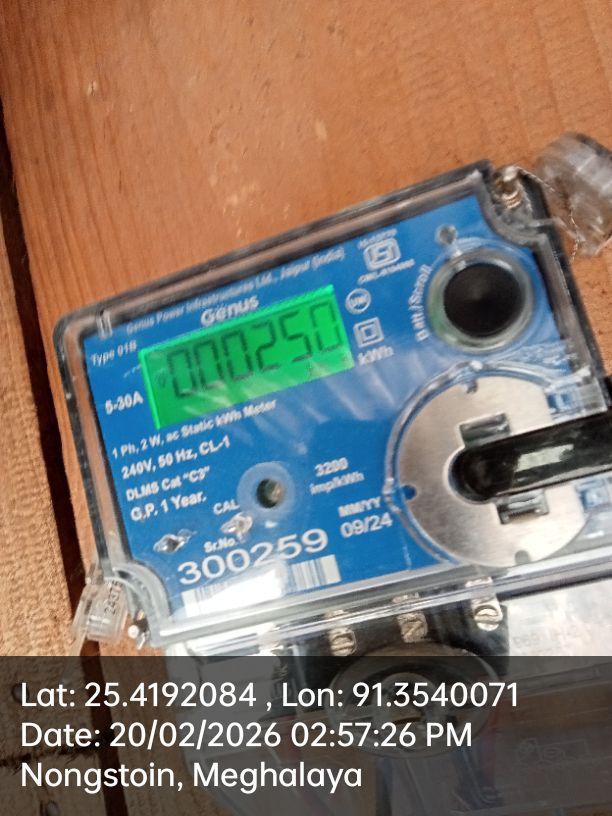 Genus Power Infrastructures Ltd., Jaipur (India)
Genus
Type 01B
000250
kWh
Batt/Scroll
5-30A
1 Ph, 2 W, ac Static kWh Meter
240V, 50 Hz, CL-1
DLMS Cat "C3"
G.P. 1 Year.
CAL
3200
imp/kWh
MM/YY
09/24
Sr.No.
300259
Lat: 25.4192084 , Lon: 91.3540071
Date: 20/02/2026 02:57:26 PM
Nongstoin, Meghalaya